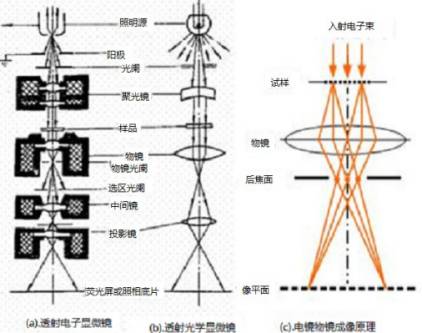 照明源
阳极
光阑
聚光镜
样品
物镜
物镜光阑
选区光阑
中间镜
投影镜
荧光屏或照相底片
(a).透射电子显微镜
(b).透射光学显微镜
入射电子束
试样
物镜
后焦面
像平面
(c).电镜物镜成像原理